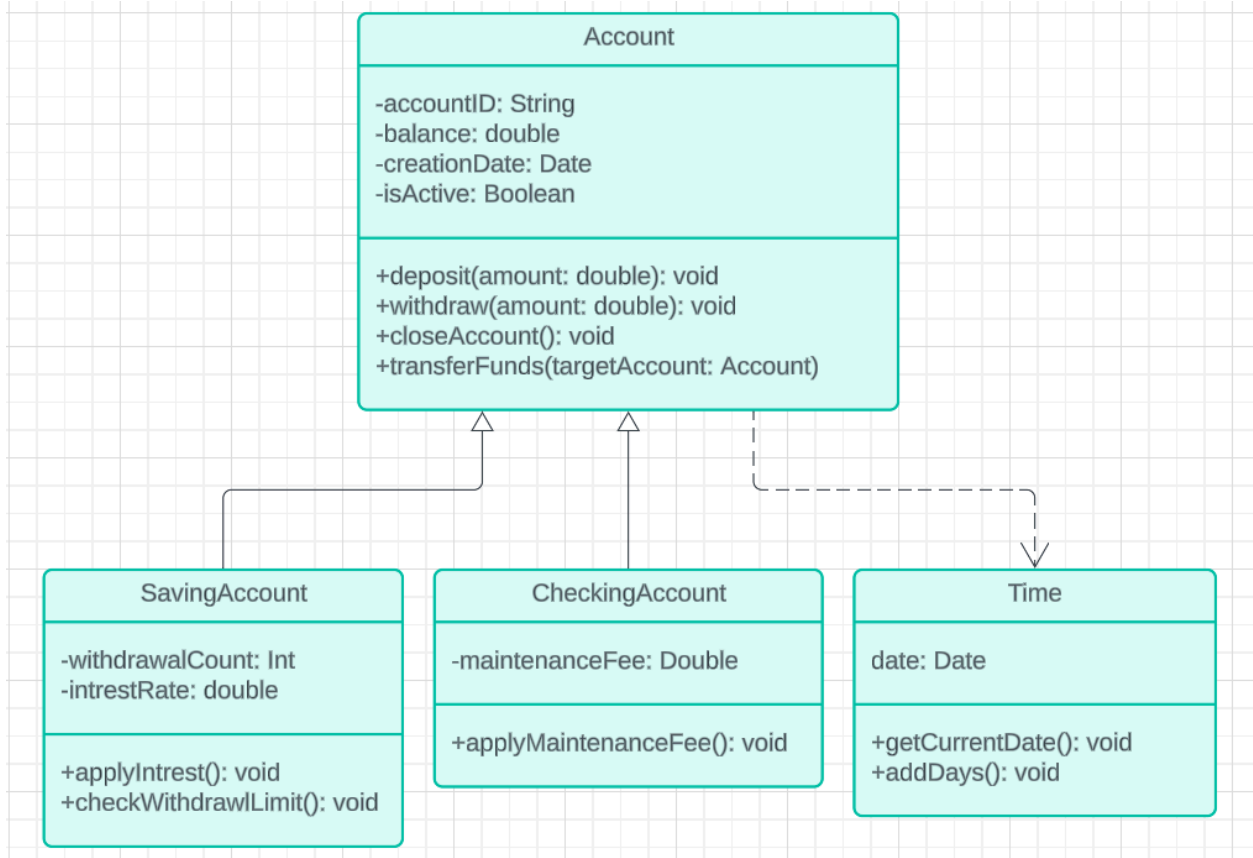 Account
-accountID: String
-balance: double
-creationDate: Date
-isActive: Boolean
+deposit(amount: double): void
+withdraw(amount: double): void
+closeAccount(): void
+transferFunds(targetAccount: Account)
SavingAccount
-withdrawalCount: Int
-intrestRate: double
+applyIntrest(): void
+checkWithdrawlLimit(): void
CheckingAccount
-maintenanceFee: Double
+applyMaintenanceFee(): void
Time
date: Date
+getCurrentDate(): void
+addDays(): void